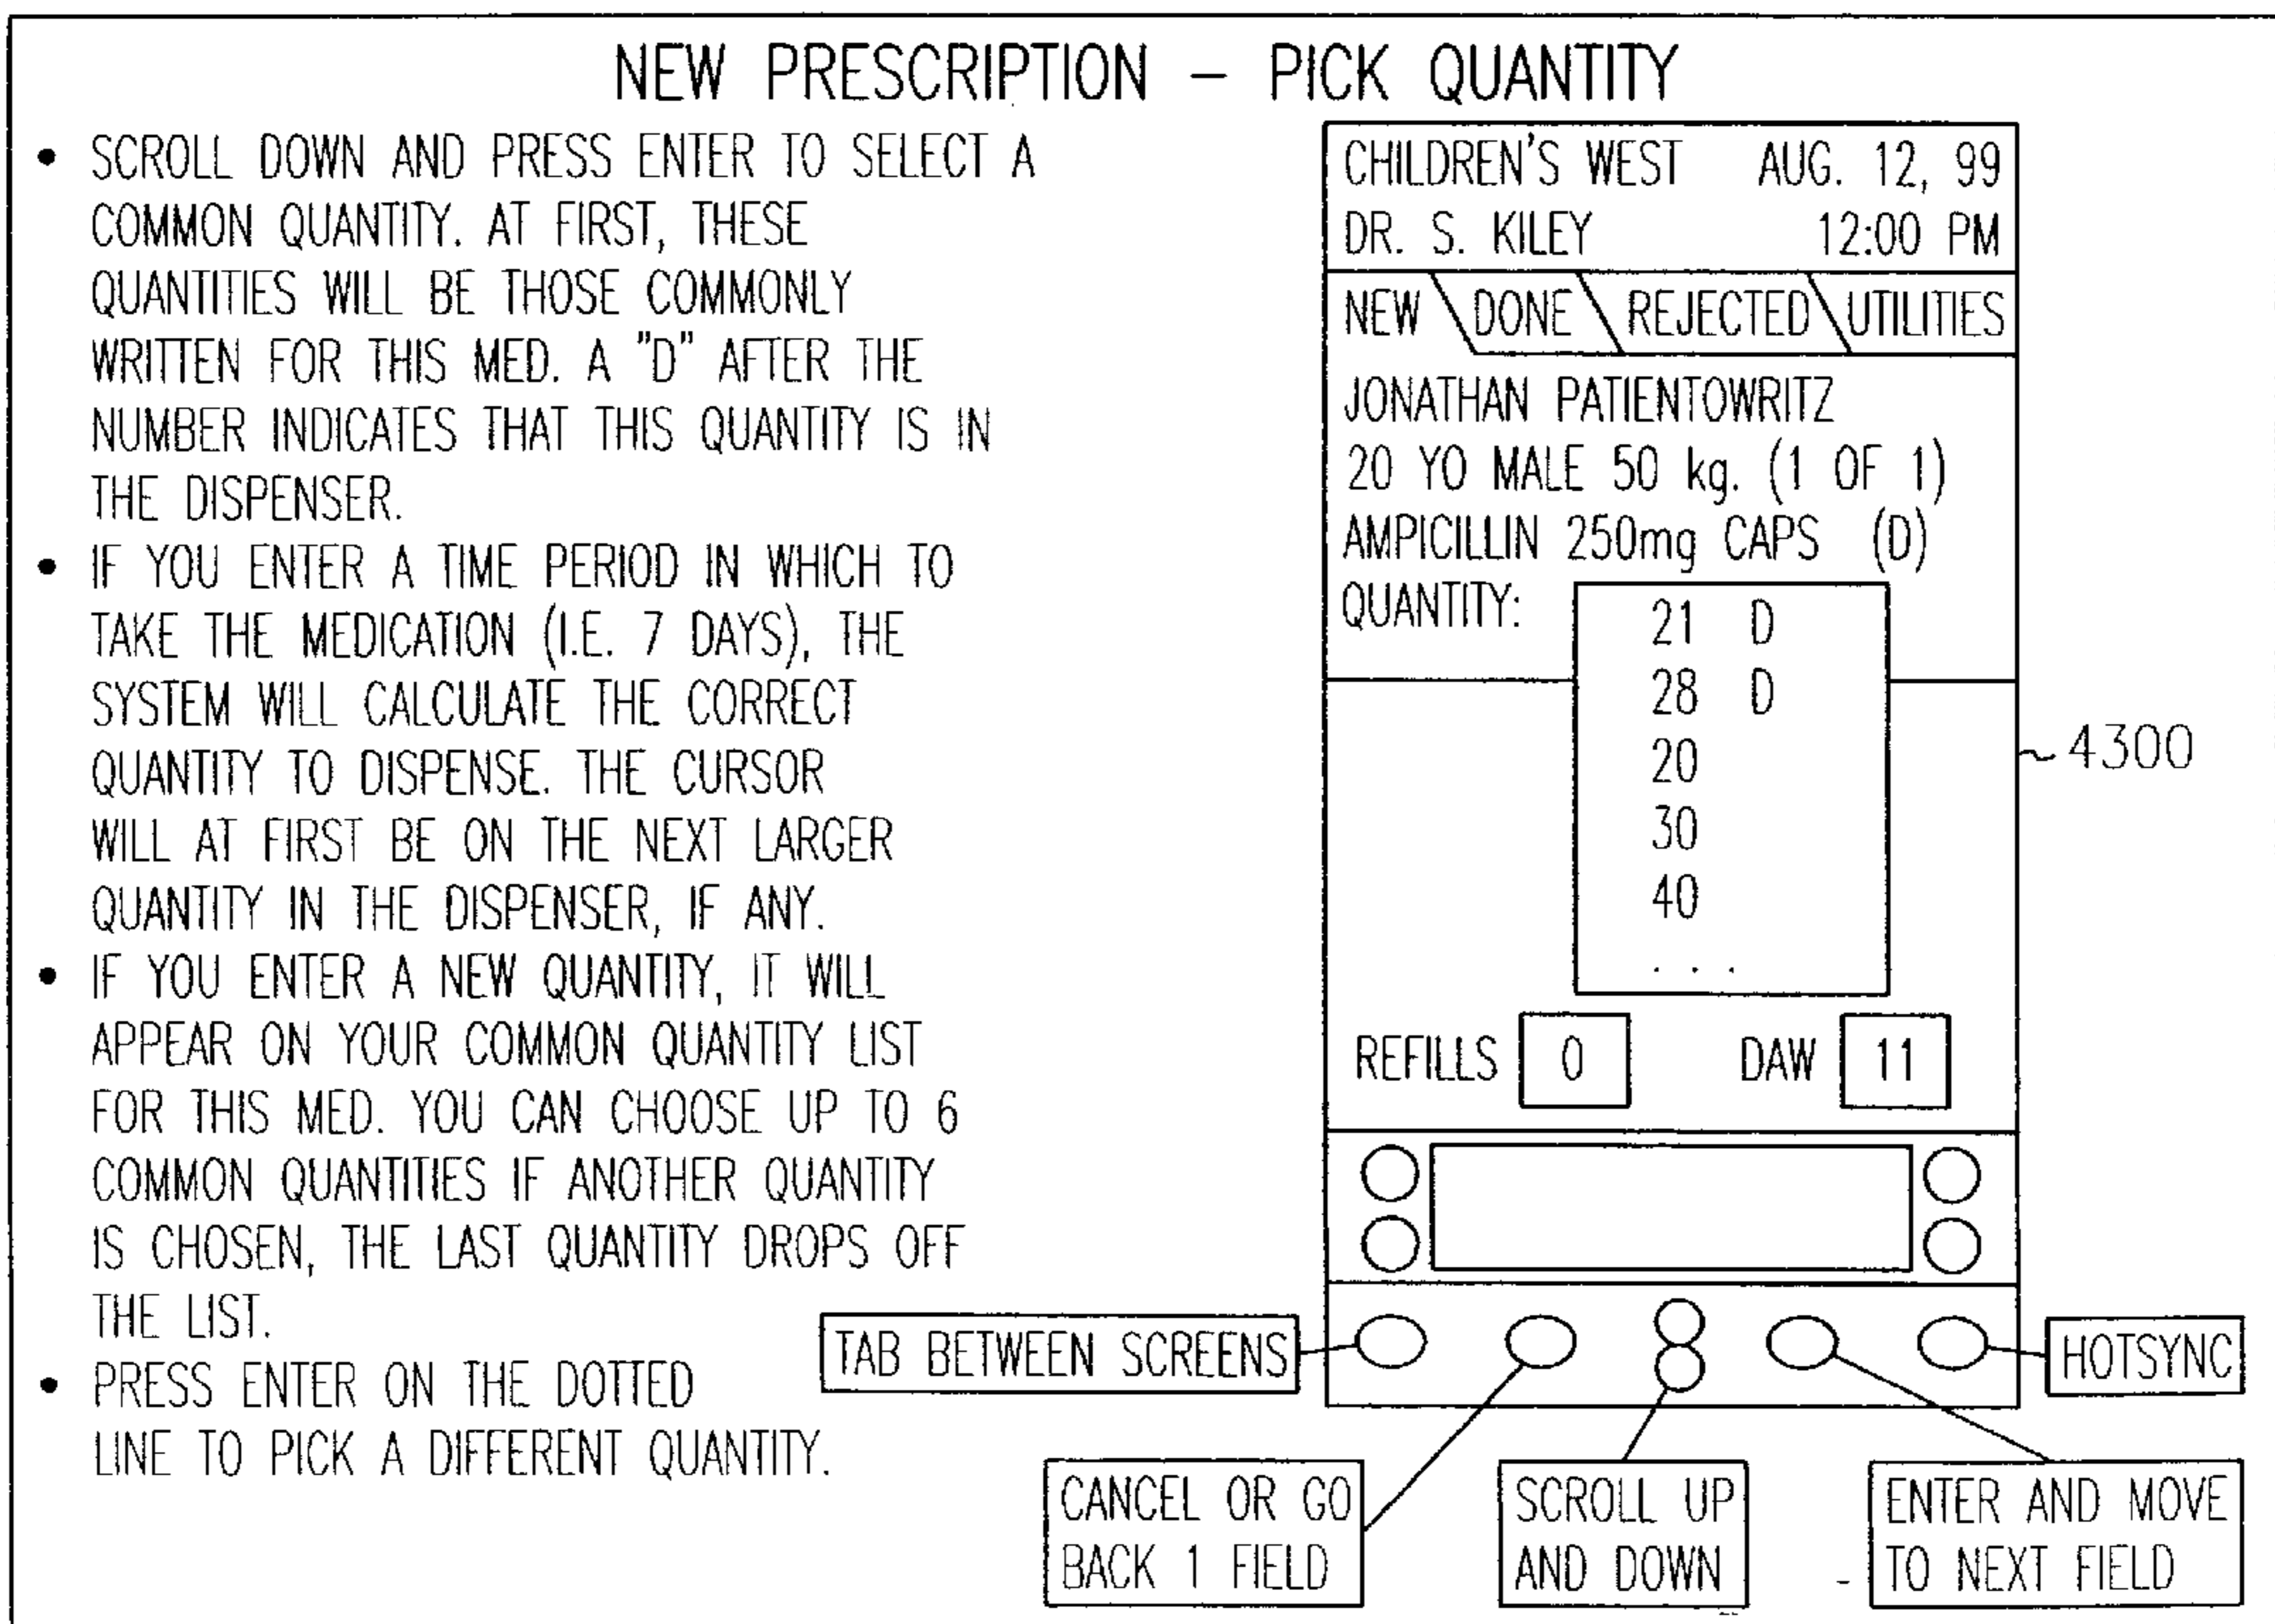 NEW PRESCRIPTION – PICK QUANTITY
• SCROLL DOWN AND PRESS ENTER TO SELECT A
COMMON QUANTITY. AT FIRST, THESE
QUANTITIES WILL BE THOSE COMMONLY
WRITTEN FOR THIS MED. A "D" AFTER THE
NUMBER INDICATES THAT THIS QUANTITY IS IN
THE DISPENSER.
• IF YOU ENTER A TIME PERIOD IN WHICH TO
TAKE THE MEDICATION (I.E. 7 DAYS), THE
SYSTEM WILL CALCULATE THE CORRECT
QUANTITY TO DISPENSE. THE CURSOR
WILL AT FIRST BE ON THE NEXT LARGER
QUANTITY IN THE DISPENSER, IF ANY.
• IF YOU ENTER A NEW QUANTITY, IT WILL
APPEAR ON YOUR COMMON QUANTITY LIST
FOR THIS MED. YOU CAN CHOOSE UP TO 6
COMMON QUANTITIES IF ANOTHER QUANTITY
IS CHOSEN, THE LAST QUANTITY DROPS OFF
THE LIST.
• PRESS ENTER ON THE DOTTED
LINE TO PICK A DIFFERENT QUANTITY.
CHILDREN'S WEST AUG. 12, 99
DR. S. KILEY 12:00 PM
NEW DONE REJECTED UTILITIES
JONATHAN PATIENTOWRITZ
20 YO MALE 50 kg. (1 OF 1)
AMPICILLIN 250mg CAPS (D)
QUANTITY:
21 D
28 D
20
30
40
. . .
4300
REFILLS 0 DAW 11
TAB BETWEEN SCREENS
HOTSYNC
CANCEL OR GO
BACK 1 FIELD
SCROLL UP
AND DOWN
ENTER AND MOVE
TO NEXT FIELD